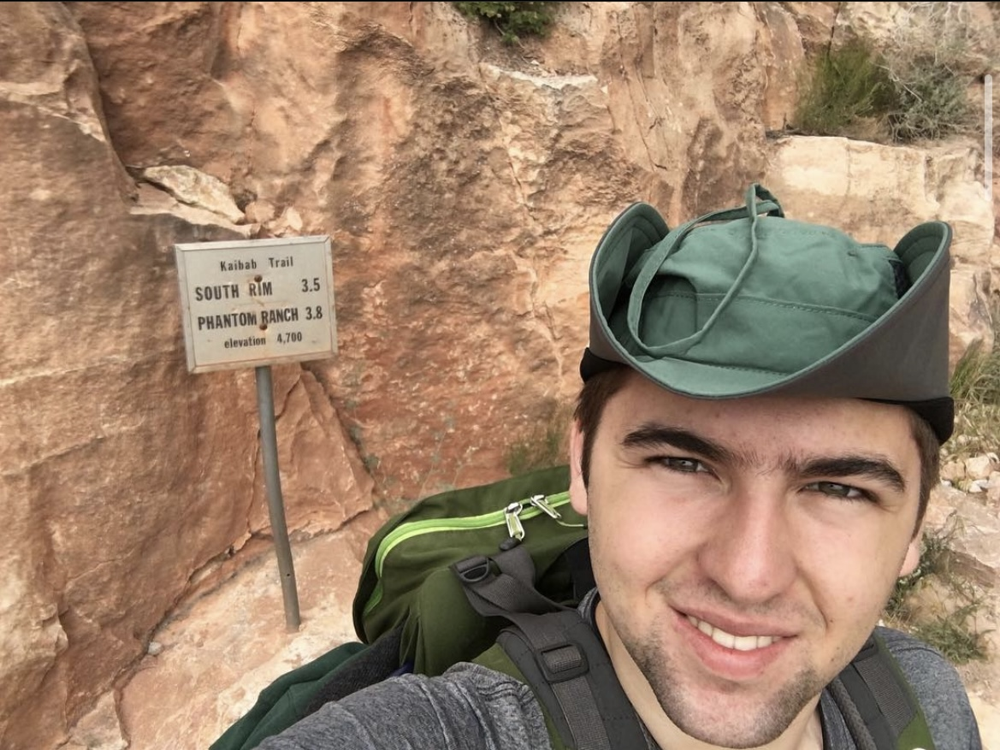 Kaibab Trail
SOUTH RIM 3.5
PHANTOM RANCH 3.8
elevation 4,700